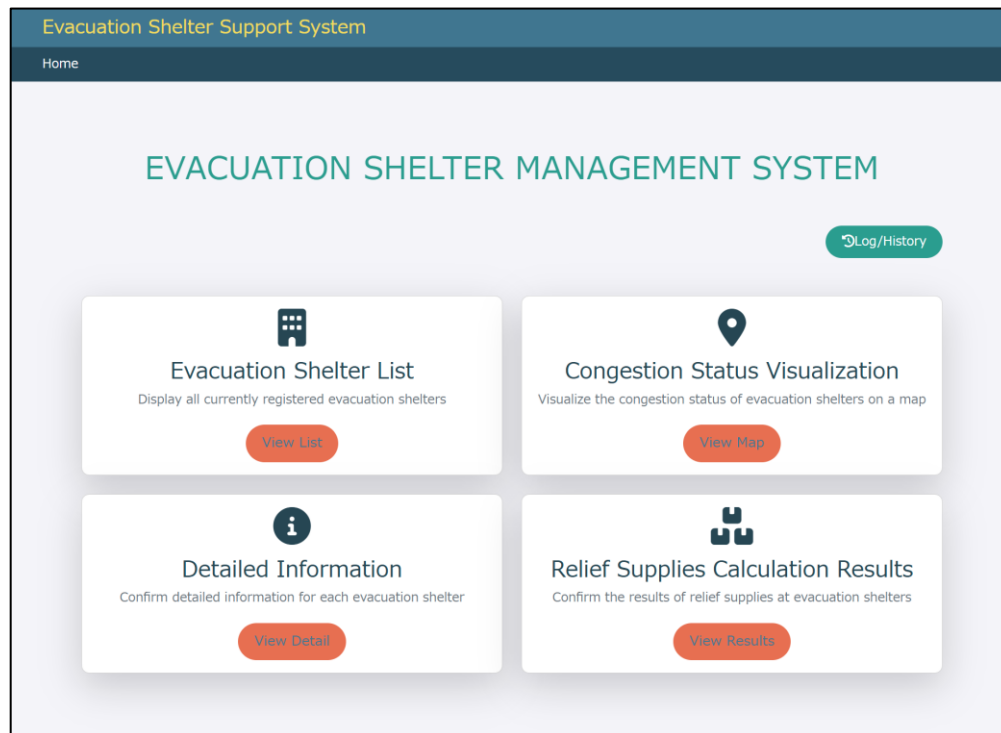 Evacuation Shelter Support System
Home
EVACUATION SHELTER MANAGEMENT SYSTEM
Log/History
Evacuation Shelter List
Display all currently registered evacuation shelters
View List
Congestion Status Visualization
Visualize the congestion status of evacuation shelters on a map
View Map
Detailed Information
Confirm detailed information for each evacuation shelter
View Detail
Relief Supplies Calculation Results
Confirm the results of relief supplies at evacuation shelters
View Results